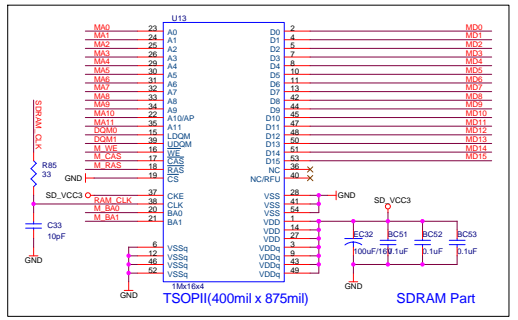 U13
MA0 23 A0 D0 2 MD0
MA1 24 A1 D1 4 MD1
MA2 25 A2 D2 5 MD2
MA3 26 A3 D3 7 MD3
MA4 29 A4 D4 8 MD4
MA5 30 A5 D5 10 MD5
MA6 31 A6 D6 11 MD6
MA7 32 A7 D7 13 MD7
MA8 33 A8 D8 42 MD8
MA9 34 A9 D9 44 MD9
MA10 22 A10/AP D10 45 MD10
MA11 35 A11 D11 47 MD11
DQM0 15 LDQM D12 48 MD12
DQM1 39 UDQM D13 50 MD13
M_WE 16 WE D14 51 MD14
M_CAS 17 CAS D15 53 MD15
M_RAS 18 RAS NC 36
GND 19 CS NC/RFU 40
SDRAM_CLK
R85
33
SD_VCC3 37 CKE VSS 28 GND
RAM_CLK 38 CLK VSS 41
M_BA0 20 BA0 VSS 54
M_BA1 21 BA1 VDD 1
VDD 14
VDD 27
6 VSSq VDDq 3
12 VSSq VDDq 9
46 VSSq VDDq 43
52 VSSq VDDq 49
C33
10pF
GND
GND
1Mx16x4
TSOPII(400mil x 875mil)
SD_VCC3
EC32 BC51 BC52 BC53
100uF/16V 0.1uF 0.1uF 0.1uF
GND
SDRAM Part